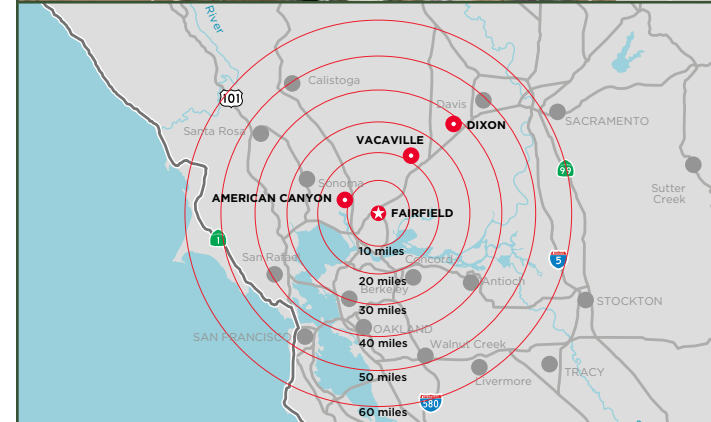 River
101
Calistoga
Davis
SACRAMENTO
DIXON
Santa Rosa
VACAVILLE
99
Sutter
Creek
Sonoma
AMERICAN CANYON
FAIRFIELD
1
10 miles
San Rafael
Concord
5
20 miles
Antioch
Berkeley
30 miles
STOCKTON
OAKLAND
SAN FRANCISCO
40 miles
Walnut Creek
TRACY
50 miles
Livermore
580
60 miles